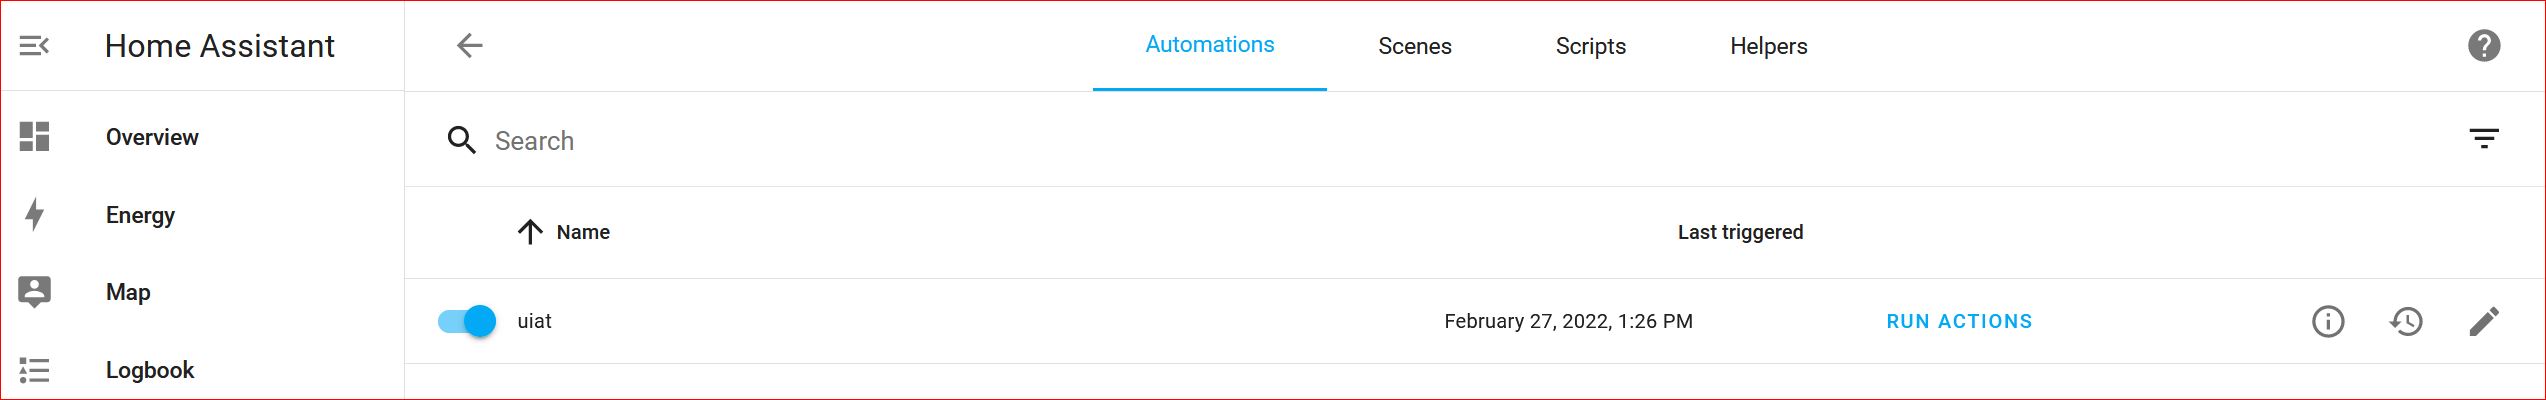 Home Assistant
Automations Scenes Scripts Helpers
Overview
Search
Energy
Name Last triggered
Map
uiat February 27, 2022, 1:26 PM RUN ACTIONS
Logbook